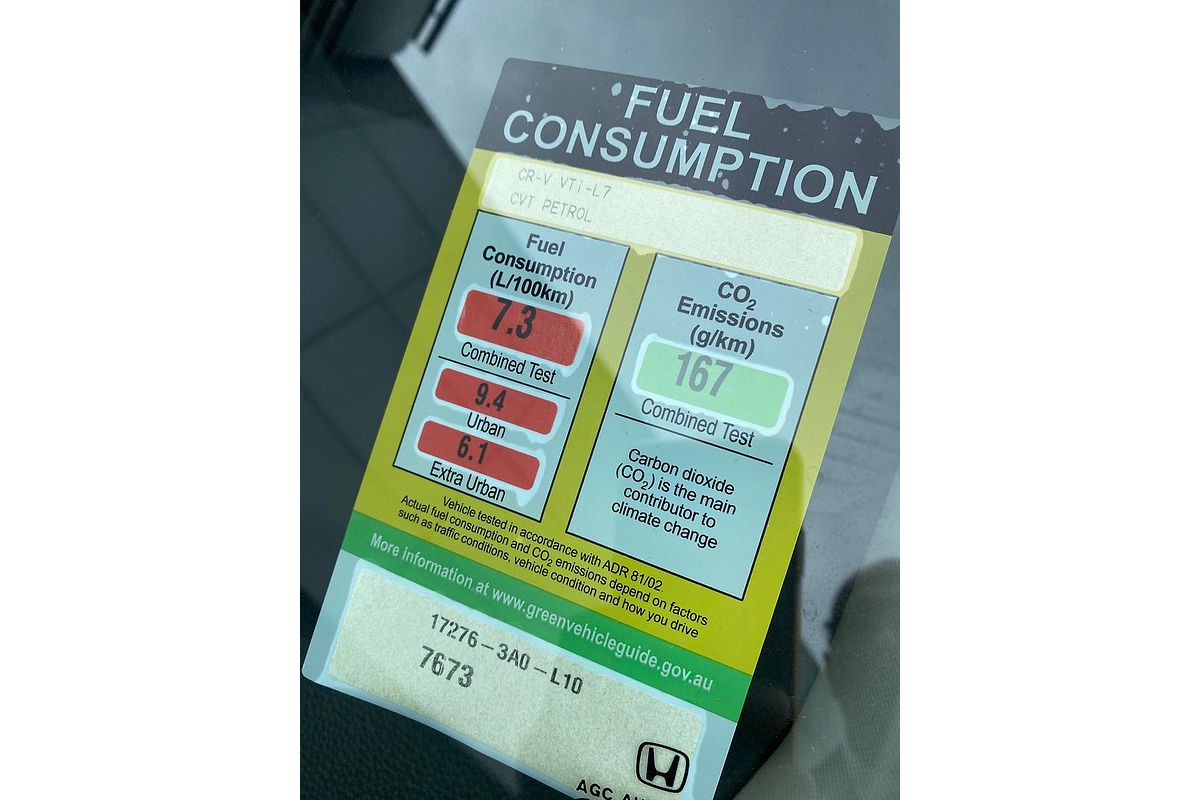 FUEL
CONSUMPTION
CR-V VTi-L7
CVT PETROL
Fuel
Consumption
(L/100km)
7.3
Combined Test
9.4
Urban
6.1
Extra Urban
CO₂
Emissions
(g/km)
167
Combined Test
Carbon dioxide
(CO₂) is the main
contributor to
climate change
Vehicle tested in accordance with ADR 81/02.
Actual fuel consumption and CO₂ emissions depend on factors
such as traffic conditions, vehicle condition and how you drive
More information at www.greenvehicleguide.gov.au
17276-3A0-L10
7673
AGC